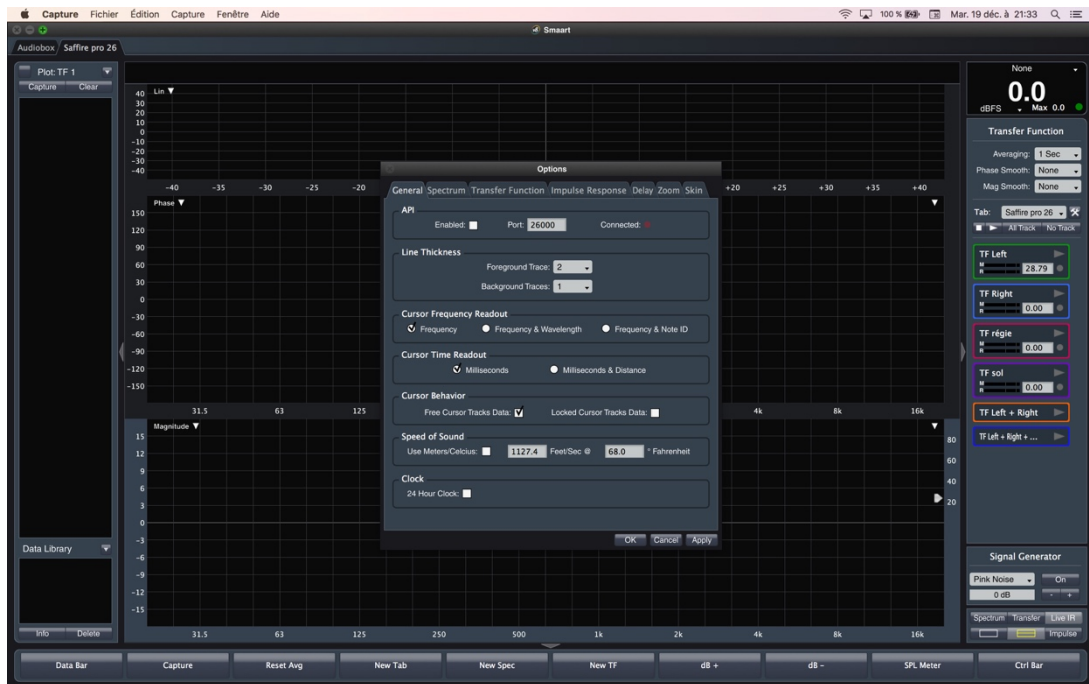 Capture Fichier Édition Capture Fenêtre Aide 100 % Mar. 19 déc. à 21:33
Smaart
Audiobox Saffire pro 26
Plot: TF 1
Capture Clear
Data Library
Info Delete
Lin
40
30
20
10
0
-10
-20
-30
-40
-40 -35 -30 -25 -20 +20 +25 +30 +35 +40
Phase
150
120
90
60
30
0
-30
-60
-90
-120
-150
31.5 63 125 4k 8k 16k
Magnitude
15
12
9
6
3
0
-3
-6
-9
-12
-15
80
60
40
20
31.5 63 125 250 500 1k 2k 4k 8k 16k
Options
General Spectrum Transfer Function Impulse Response Delay Zoom Skin
API
Enabled: Port: 26000 Connected:
Line Thickness
Foreground Trace: 2
Background Traces: 1
Cursor Frequency Readout
Frequency Frequency & Wavelength Frequency & Note ID
Cursor Time Readout
Milliseconds Milliseconds & Distance
Cursor Behavior
Free Cursor Tracks Data: Locked Cursor Tracks Data:
Speed of Sound
Use Meters/Celcius: 1127.4 Feet/Sec @ 68.0 ° Fahrenheit
Clock
24 Hour Clock:
OK Cancel Apply
None
0.0
dBFS Max 0.0
Transfer Function
Averaging: 1 Sec
Phase Smooth: None
Mag Smooth: None
Tab: Saffire pro 26
All Track No Track
TF Left
M
R 28.79
TF Right
M
R 0.00
TF régie
M
R 0.00
TF sol
M
R 0.00
TF Left + Right
TF Left + Right + ...
Signal Generator
Pink Noise On
0 dB - +
Spectrum Transfer Live IR
Impulse
Data Bar Capture Reset Avg New Tab New Spec New TF dB + dB - SPL Meter Ctrl Bar